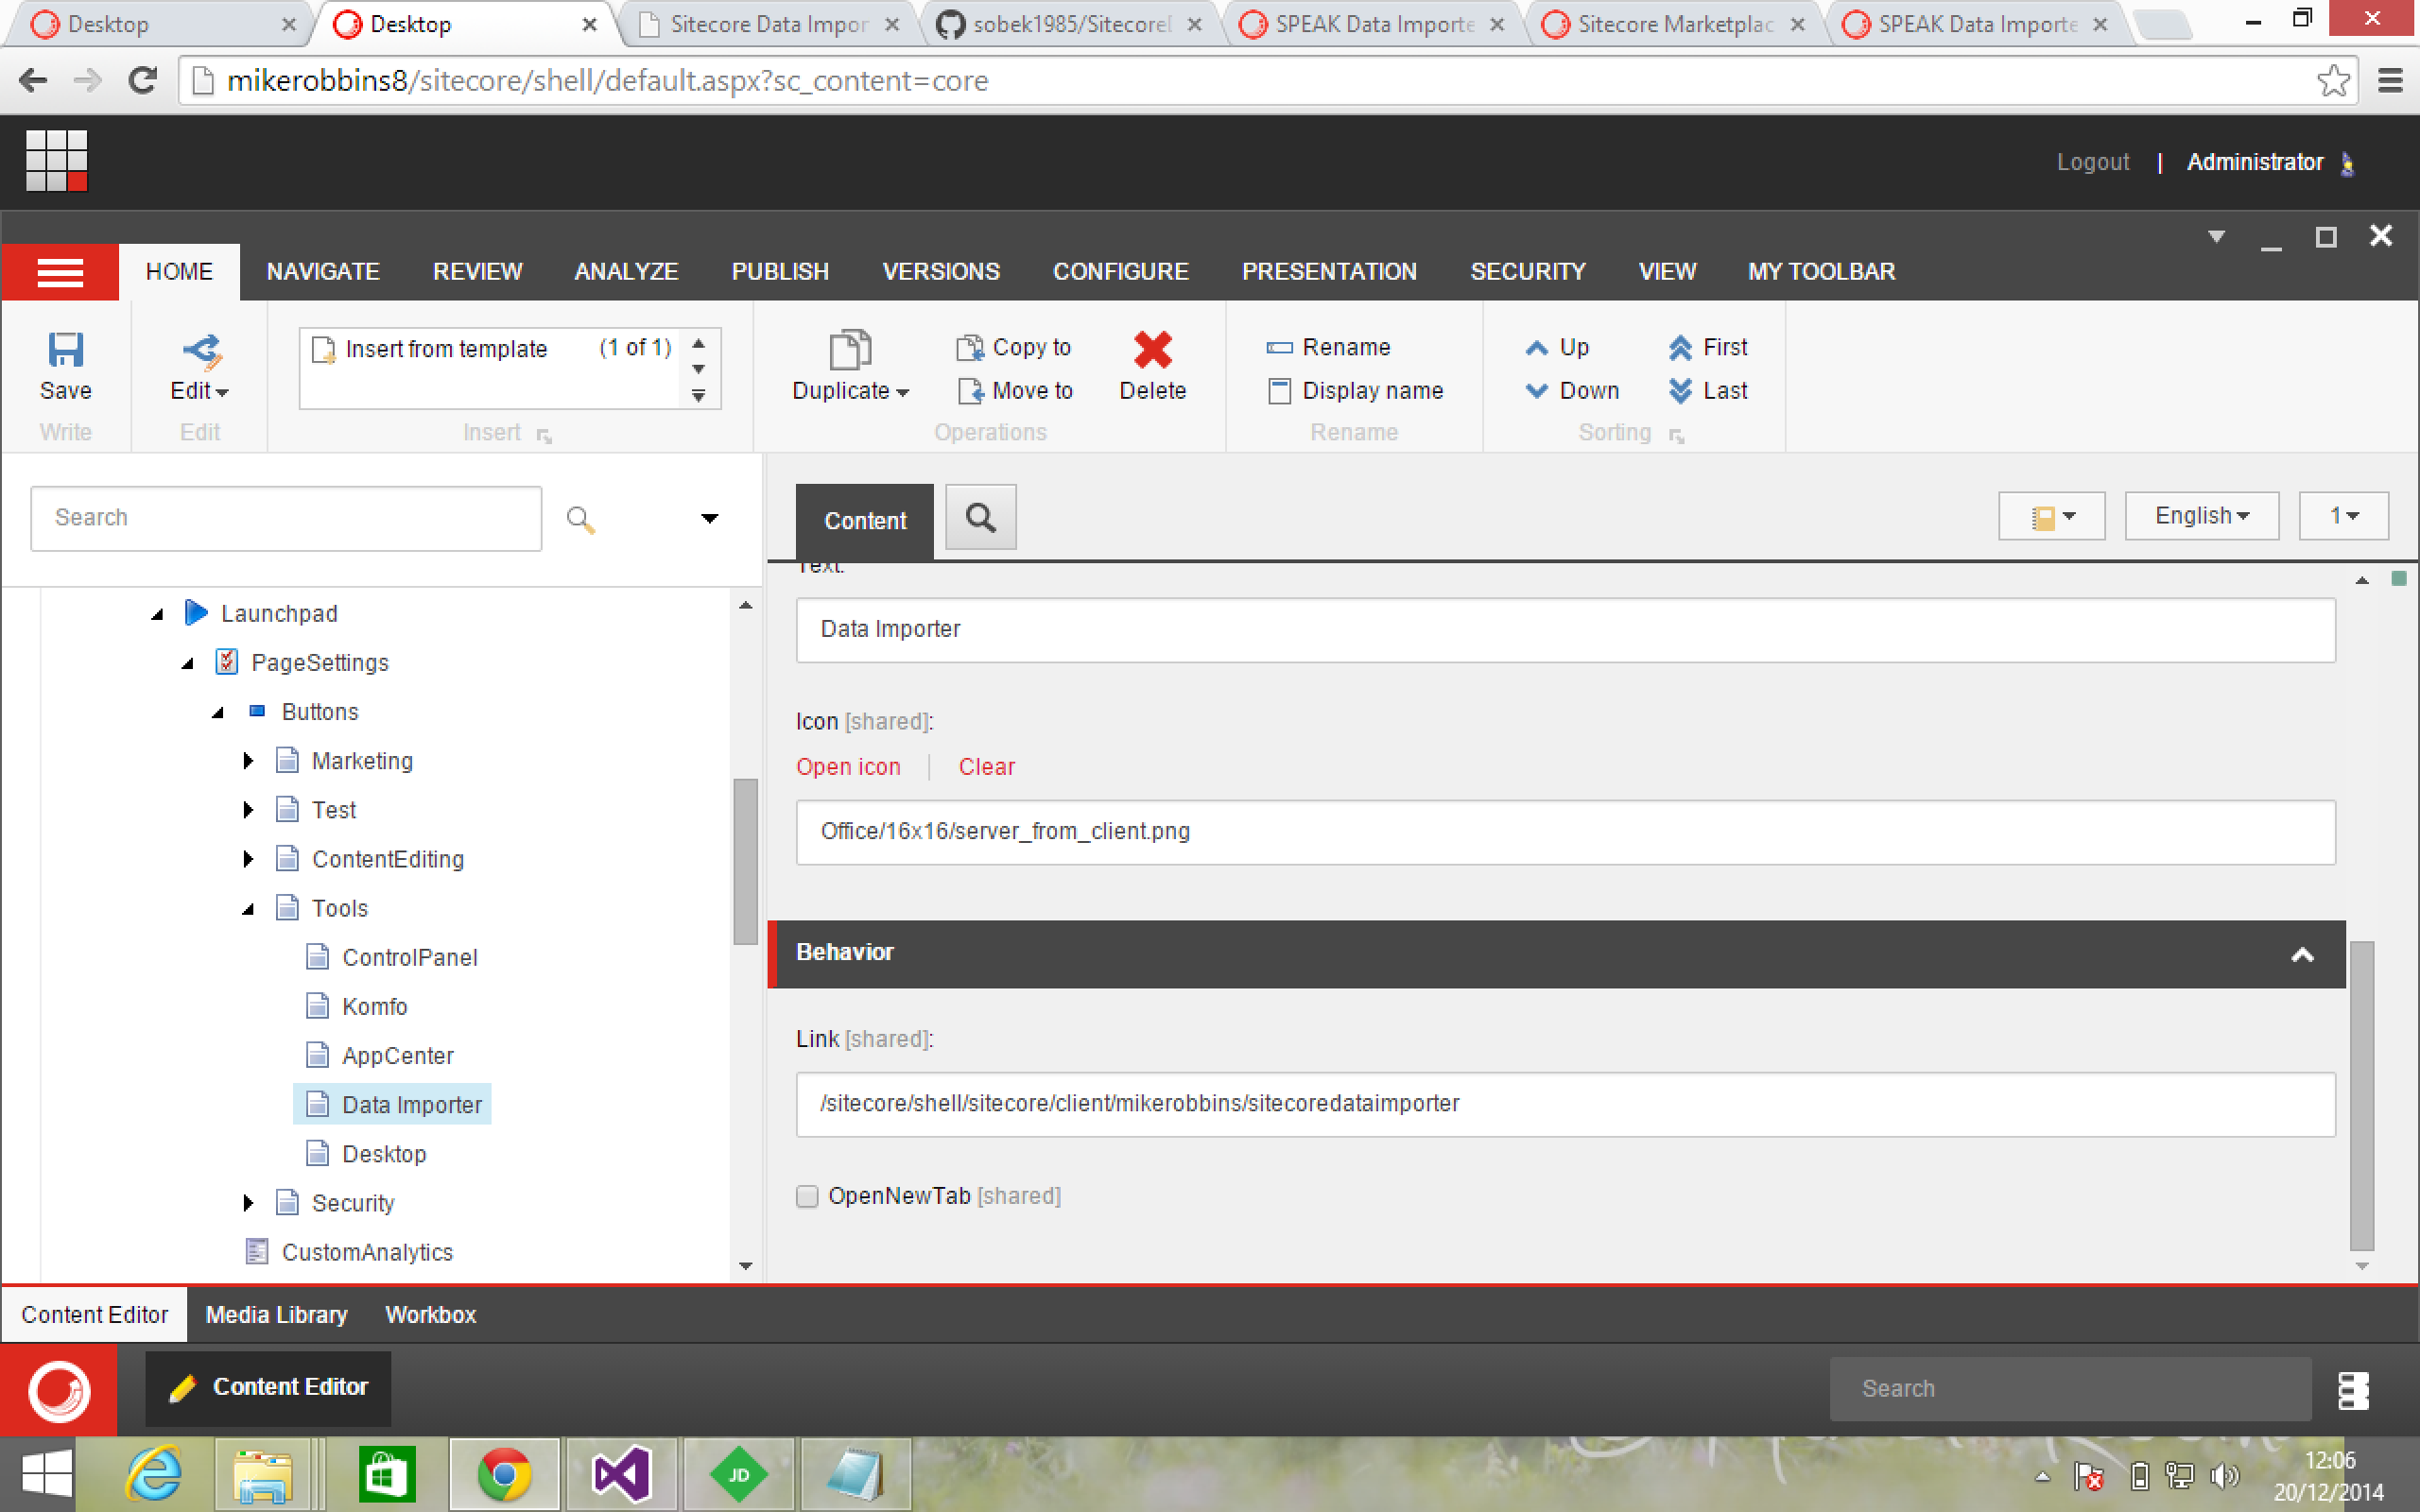 Desktop
Desktop
Sitecore Data Impor
sobek1985/Sitecore
SPEAK Data Importe
Sitecore Marketplac
SPEAK Data Importe
mikerobbins8/sitecore/shell/default.aspx?sc_content=core
Logout | Administrator
HOME NAVIGATE REVIEW ANALYZE PUBLISH VERSIONS CONFIGURE PRESENTATION SECURITY VIEW MY TOOLBAR
Save
Write
Edit
Edit
Insert from template (1 of 1)
Insert
Duplicate
Copy to
Move to
Delete
Operations
Rename
Display name
Rename
Up
Down
First
Last
Sorting
Search
Content
English
1
Launchpad
PageSettings
Buttons
Marketing
Test
ContentEditing
Tools
ControlPanel
Komfo
AppCenter
Data Importer
Desktop
Security
CustomAnalytics
Text:
Data Importer
Icon [shared]:
Open icon | Clear
Office/16x16/server_from_client.png
Behavior
Link [shared]:
/sitecore/shell/sitecore/client/mikerobbins/sitecoredataimporter
OpenNewTab [shared]
Content Editor Media Library Workbox
Content Editor
Search
JD
12:06
20/12/2014